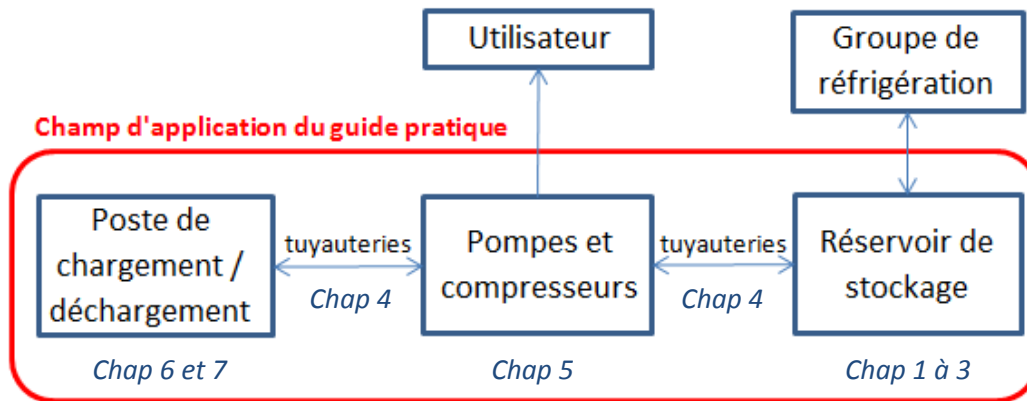 Utilisateur
Groupe de
réfrigération
Champ d'application du guide pratique
Poste de
chargement /
déchargement
tuyauteries
Chap 4
Pompes et
compresseurs
tuyauteries
Chap 4
Réservoir de
stockage
Chap 6 et 7
Chap 5
Chap 1 à 3